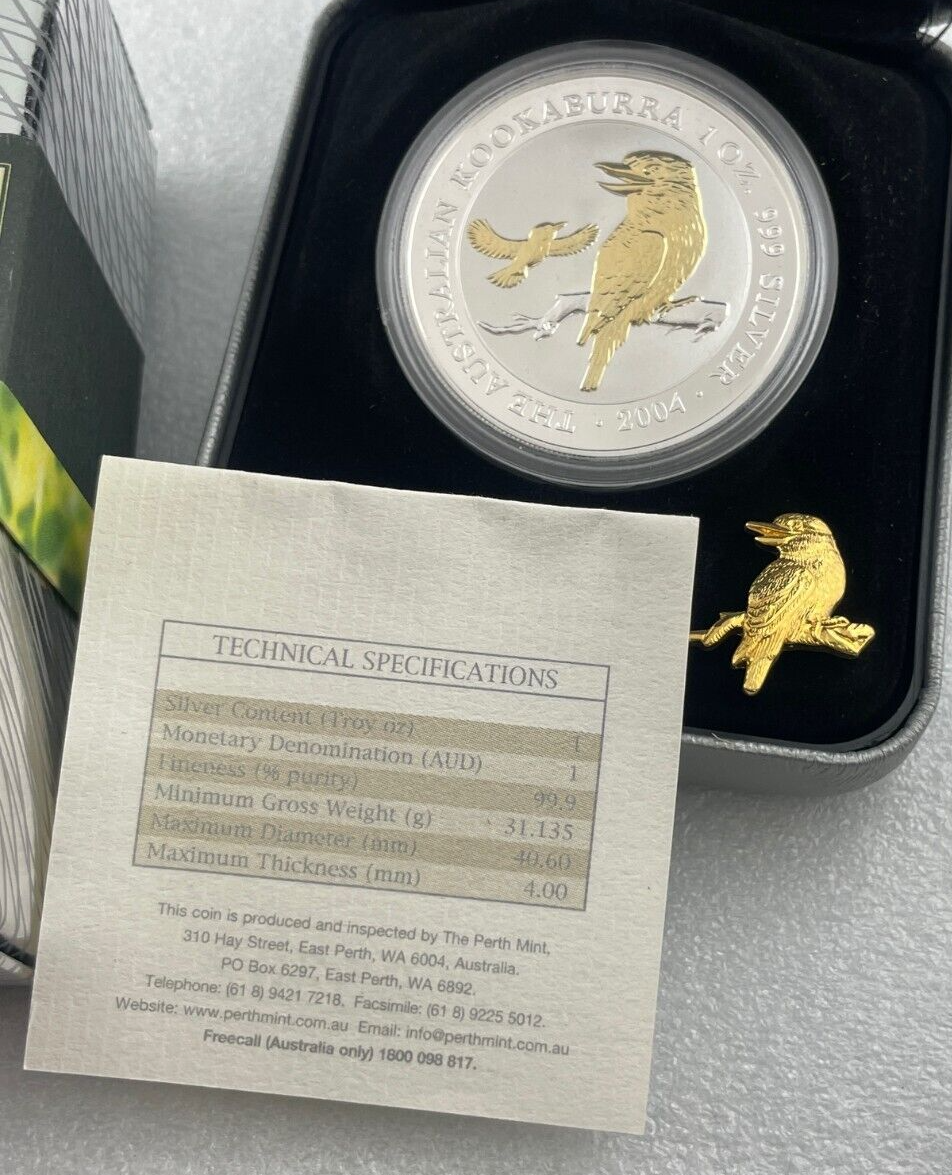 THE AUSTRALIAN KOOKABURRA 1 OZ. 999 SILVER
· 2004 ·
TECHNICAL SPECIFICATIONS
Silver Content (Troy oz) 1
Monetary Denomination (AUD) 1
Fineness (% purity) 99.9
Minimum Gross Weight (g) 31.135
Maximum Diameter (mm) 40.60
Maximum Thickness (mm) 4.00
This coin is produced and inspected by The Perth Mint,
310 Hay Street, East Perth, WA 6004, Australia.
PO Box 6297, East Perth, WA 6892.
Telephone: (61 8) 9421 7218. Facsimile: (61 8) 9225 5012.
Website: www.perthmint.com.au Email: info@perthmint.com.au
Freecall (Australia only) 1800 098 817.